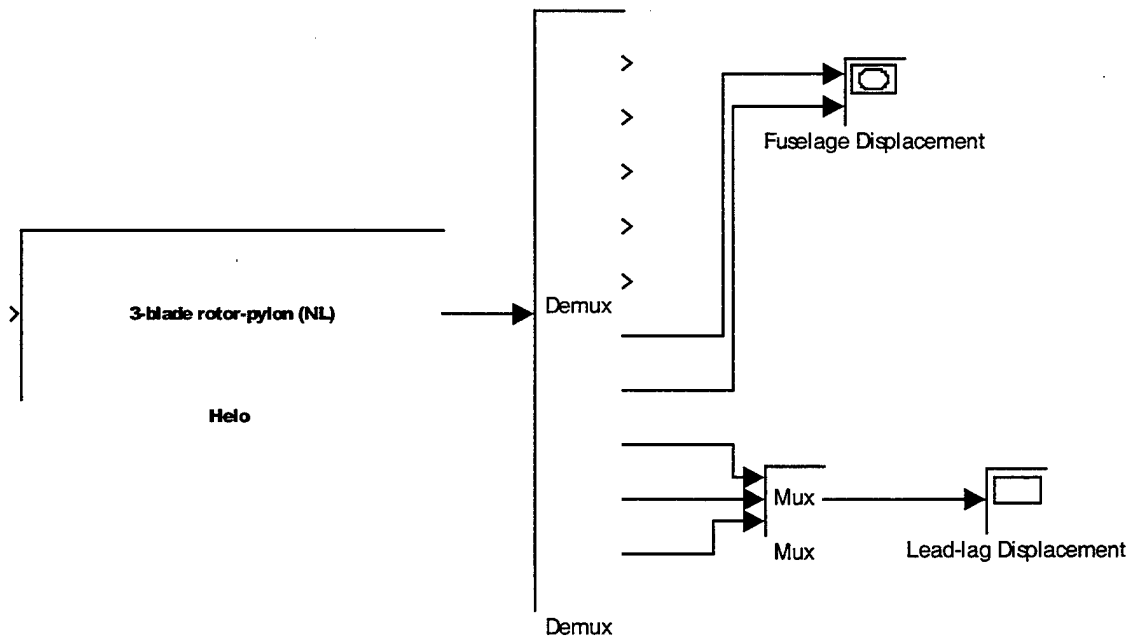 Fuselage Displacement
Demux
3-blade rotor-pylon (NL)
Helo
Mux
Mux
Lead-lag Displacement
Demux